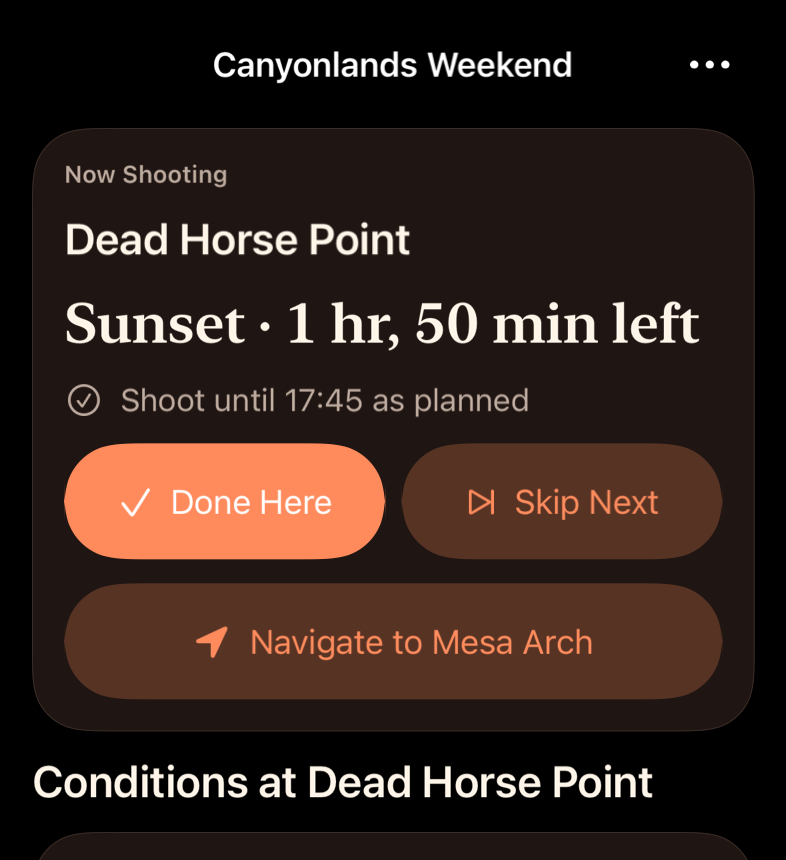 Canyonlands Weekend
Now Shooting
Dead Horse Point
Sunset · 1 hr, 50 min left
Shoot until 17:45 as planned
Done Here
Skip Next
Navigate to Mesa Arch
Conditions at Dead Horse Point